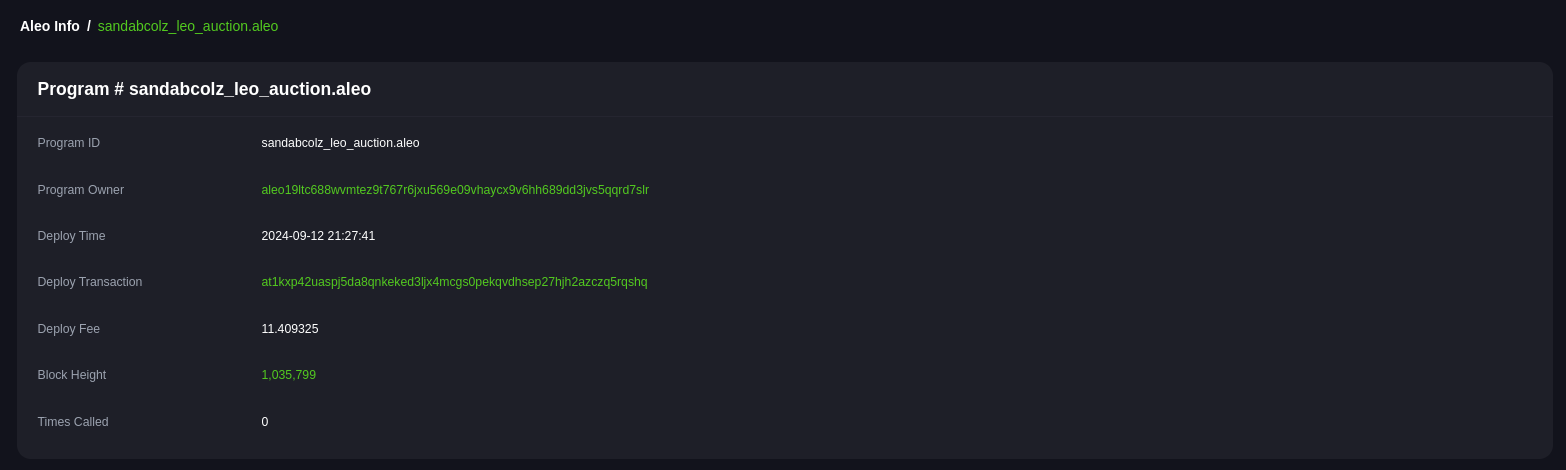 Aleo Info / sandabcolz_leo_auction.aleo
Program # sandabcolz_leo_auction.aleo
Program ID sandabcolz_leo_auction.aleo
Program Owner aleo19ltc688wvmtez9t767r6jxu569e09vhaycx9v6hh689dd3jvs5qqrd7slr
Deploy Time 2024-09-12 21:27:41
Deploy Transaction at1kxp42uaspj5da8qnkeked3ljx4mcgs0pekqvdhsep27hjh2azczq5rqshq
Deploy Fee 11.409325
Block Height 1,035,799
Times Called 0